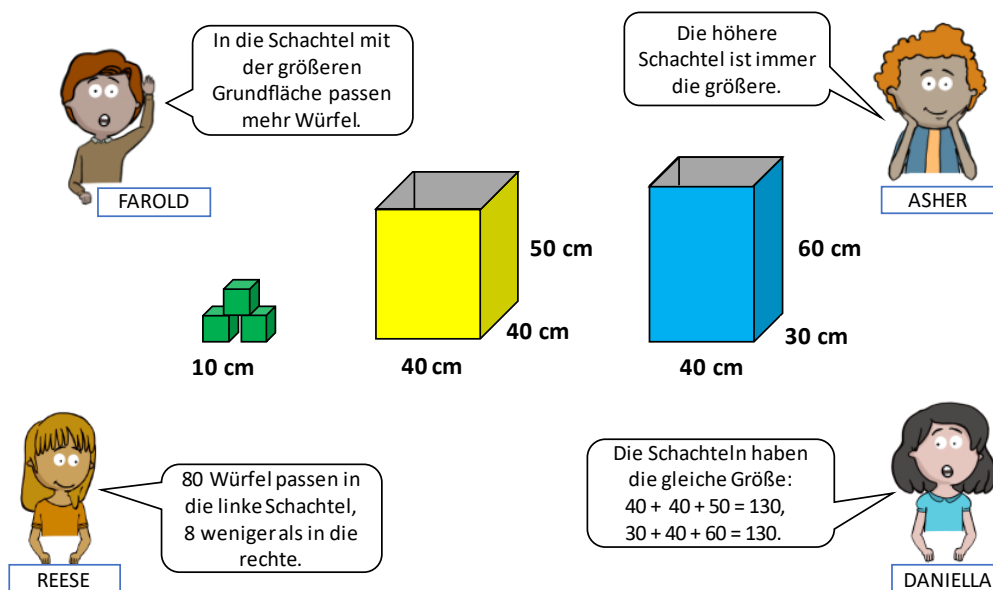 In die Schachtel mit
der größeren
Grundfläche passen
mehr Würfel.
FAROLD
Die höhere
Schachtel ist immer
die größere.
ASHER
50 cm
40 cm
40 cm
60 cm
30 cm
40 cm
10 cm
80 Würfel passen in
die linke Schachtel,
8 weniger als in die
rechte.
REESE
Die Schachteln haben
die gleiche Größe:
40 + 40 + 50 = 130,
30 + 40 + 60 = 130.
DANIELLA